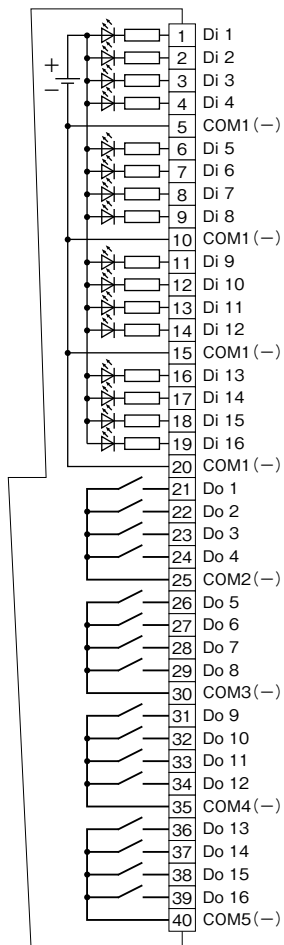 1 Di 1
+ 2 Di 2
− 3 Di 3
4 Di 4
5 COM1(−)
6 Di 5
7 Di 6
8 Di 7
9 Di 8
10 COM1(−)
11 Di 9
12 Di 10
13 Di 11
14 Di 12
15 COM1(−)
16 Di 13
17 Di 14
18 Di 15
19 Di 16
20 COM1(−)
21 Do 1
22 Do 2
23 Do 3
24 Do 4
25 COM2(−)
26 Do 5
27 Do 6
28 Do 7
29 Do 8
30 COM3(−)
31 Do 9
32 Do 10
33 Do 11
34 Do 12
35 COM4(−)
36 Do 13
37 Do 14
38 Do 15
39 Do 16
40 COM5(−)